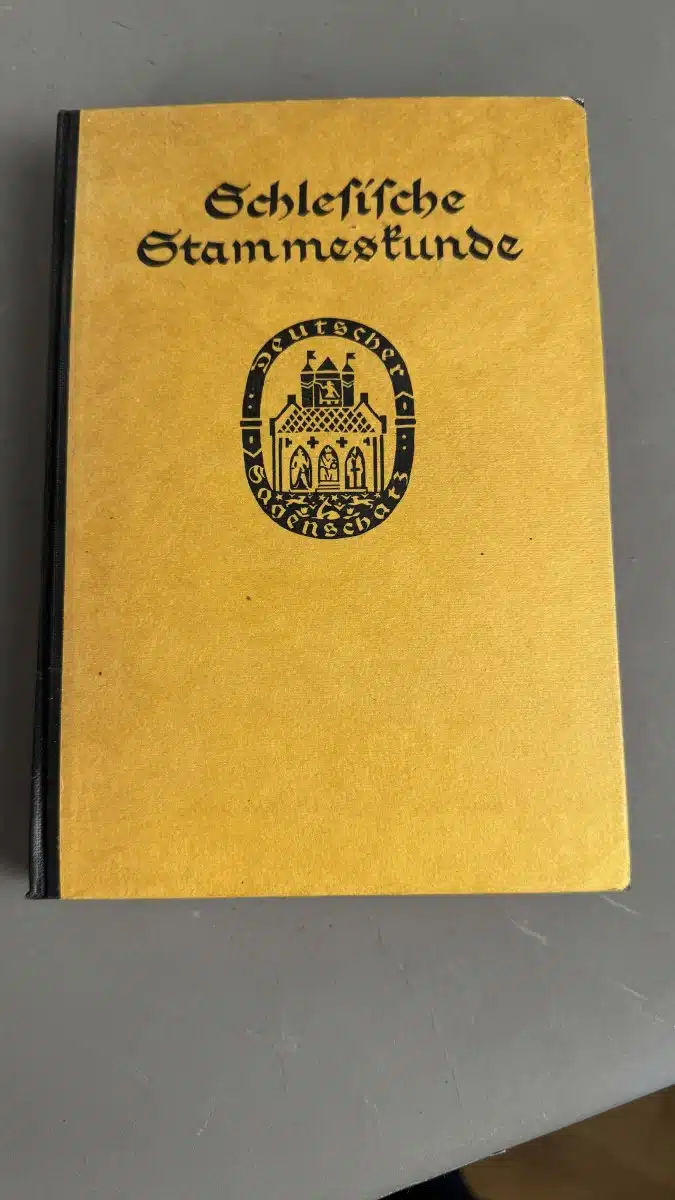 Schleſiſche
Stammeskunde
Deutscher
Sagenschatz